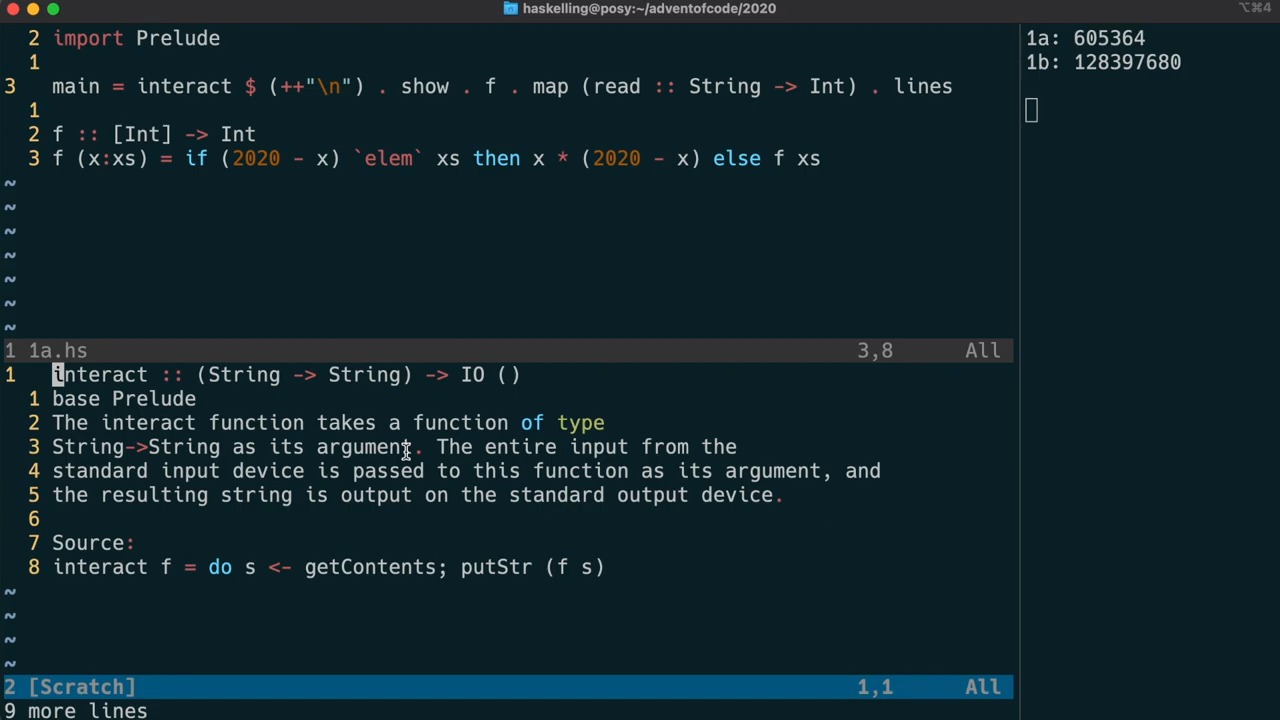 haskelling@posy:~/adventofcode/2020
⌥⌘4
2 import Prelude
1
3 main = interact $ (++"\n") . show . f . map (read :: String -> Int) . lines
1
2 f :: [Int] -> Int
3 f (x:xs) = if (2020 - x) `elem` xs then x * (2020 - x) else f xs
~
~
~
~
~
~
~
1 1a.hs 3,8 All
1 interact :: (String -> String) -> IO ()
1 base Prelude
2 The interact function takes a function of type
3 String->String as its argument. The entire input from the
4 standard input device is passed to this function as its argument, and
5 the resulting string is output on the standard output device.
6
7 Source:
8 interact f = do s <- getContents; putStr (f s)
~
~
~
~
2 [Scratch] 1,1 All
9 more lines
1a: 605364
1b: 128397680